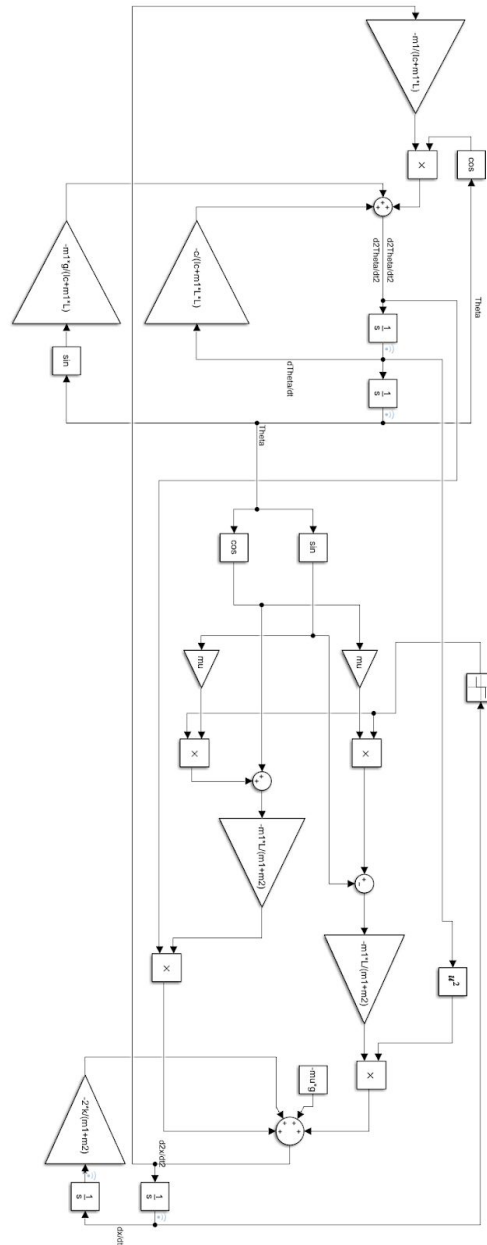 -m1/(Ic+m1*L)
×
cos
++
d2Theta/dt2
d2Theta/dt2
Theta
-m1*g/(Ic+m1*L)
-c/(Ic+m1*L*L)
1
s
sin
dTheta/dt
1
s
Theta
cos
sin
mu
mu
×
×
++
-m1*L/(m1+m2)
+-
-m1*L/(m1+m2)
u²
×
×
-mu*g
++++
-2*k/(m1+m2)
d2x/dt2
1
s
1
s
dx/dt